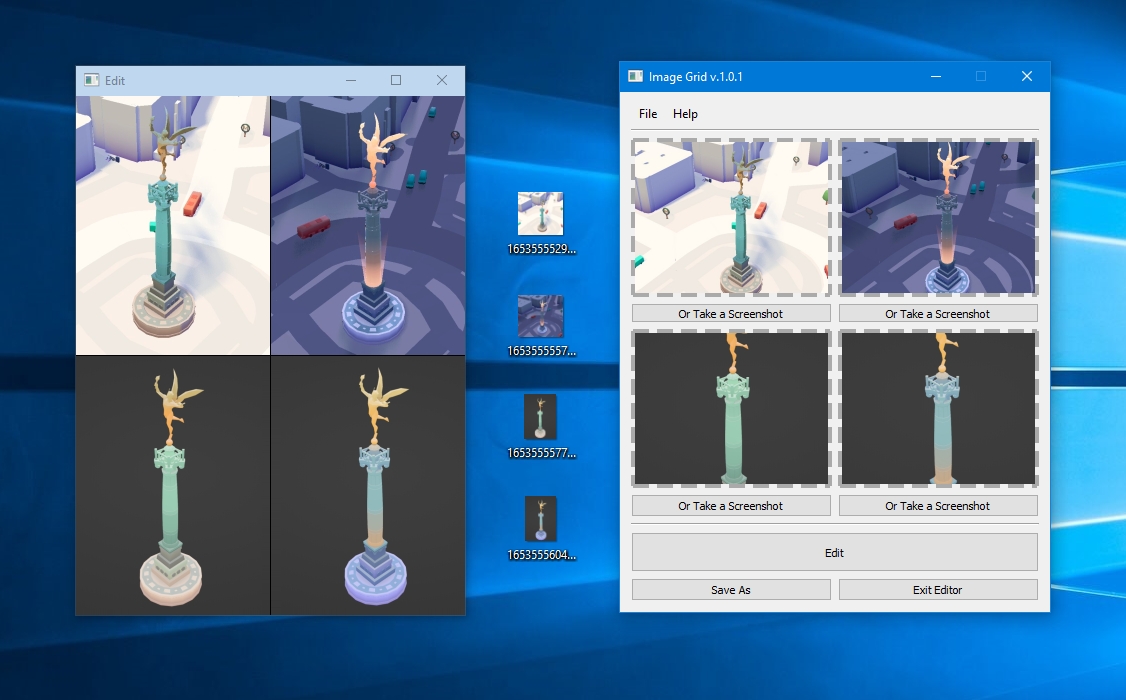 Edit
1653555529...
1653555557...
1653555577...
1653555604...
Image Grid v.1.0.1
File Help
Or Take a Screenshot Or Take a Screenshot
Or Take a Screenshot Or Take a Screenshot
Edit
Save As Exit Editor